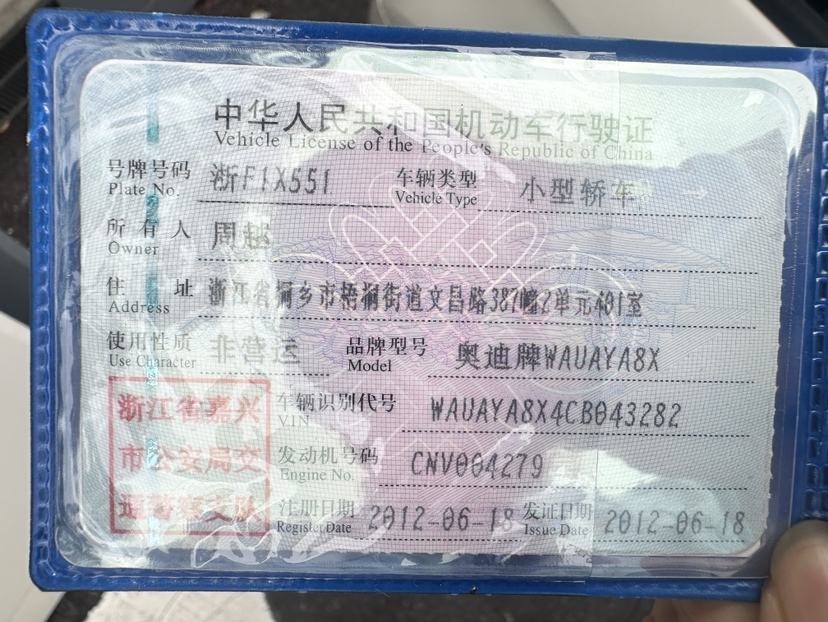 中华人民共和国机动车行驶证
Vehicle License of the People's Republic of China
号牌号码 浙F1X551 车辆类型 小型轿车
Plate No. Vehicle Type
所有人 周越
Owner
住址 浙江省桐乡市梧桐街道文昌路387幢2单元401室
Address
使用性质 非营运 品牌型号 奥迪牌WAUAYA8X
Use Character Model
浙江省嘉兴 车辆识别代号 WAUAYA8X4CB043282
VIN
市公安局交 发动机号码 CNV004279
Engine No.
通警察支队 注册日期 2012-06-18 发证日期 2012-06-18
Register Date Issue Date